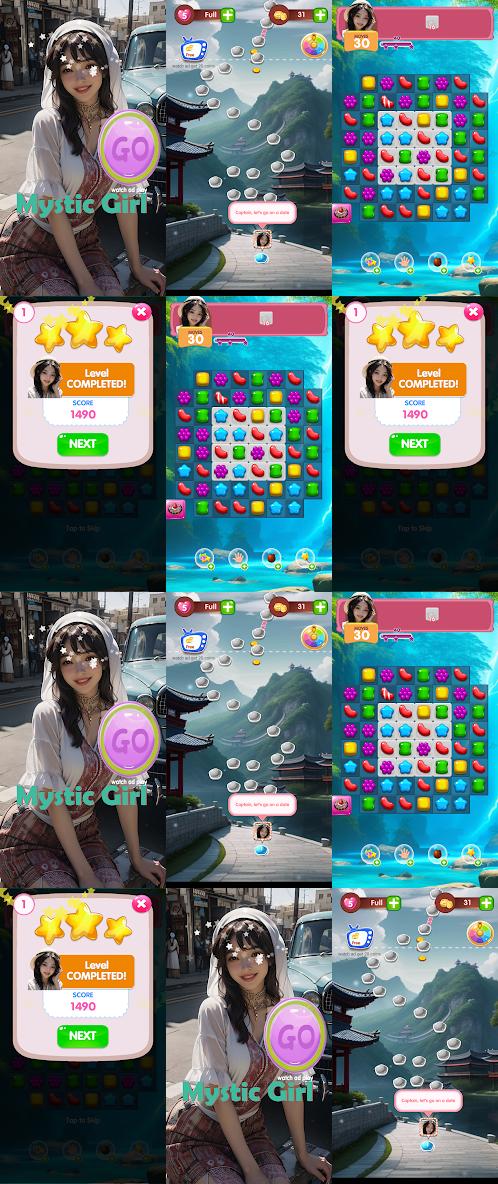 GO
watch ad play
Mystic Girl
5
Full
31
Free
watch ad get 20 coins
Captain, let's go on a date
MOVES
30
1
Level
COMPLETED!
SCORE
1490
NEXT
Tap to Skip
MOVES
30
1
Level
COMPLETED!
SCORE
1490
NEXT
Tap to Skip
GO
watch ad play
Mystic Girl
5
Full
31
Free
watch ad get 20 coins
Captain, let's go on a date
MOVES
30
1
Level
COMPLETED!
SCORE
1490
NEXT
Tap to Skip
GO
watch ad play
Mystic Girl
5
Full
31
Free
watch ad get 20 coins
Captain, let's go on a date